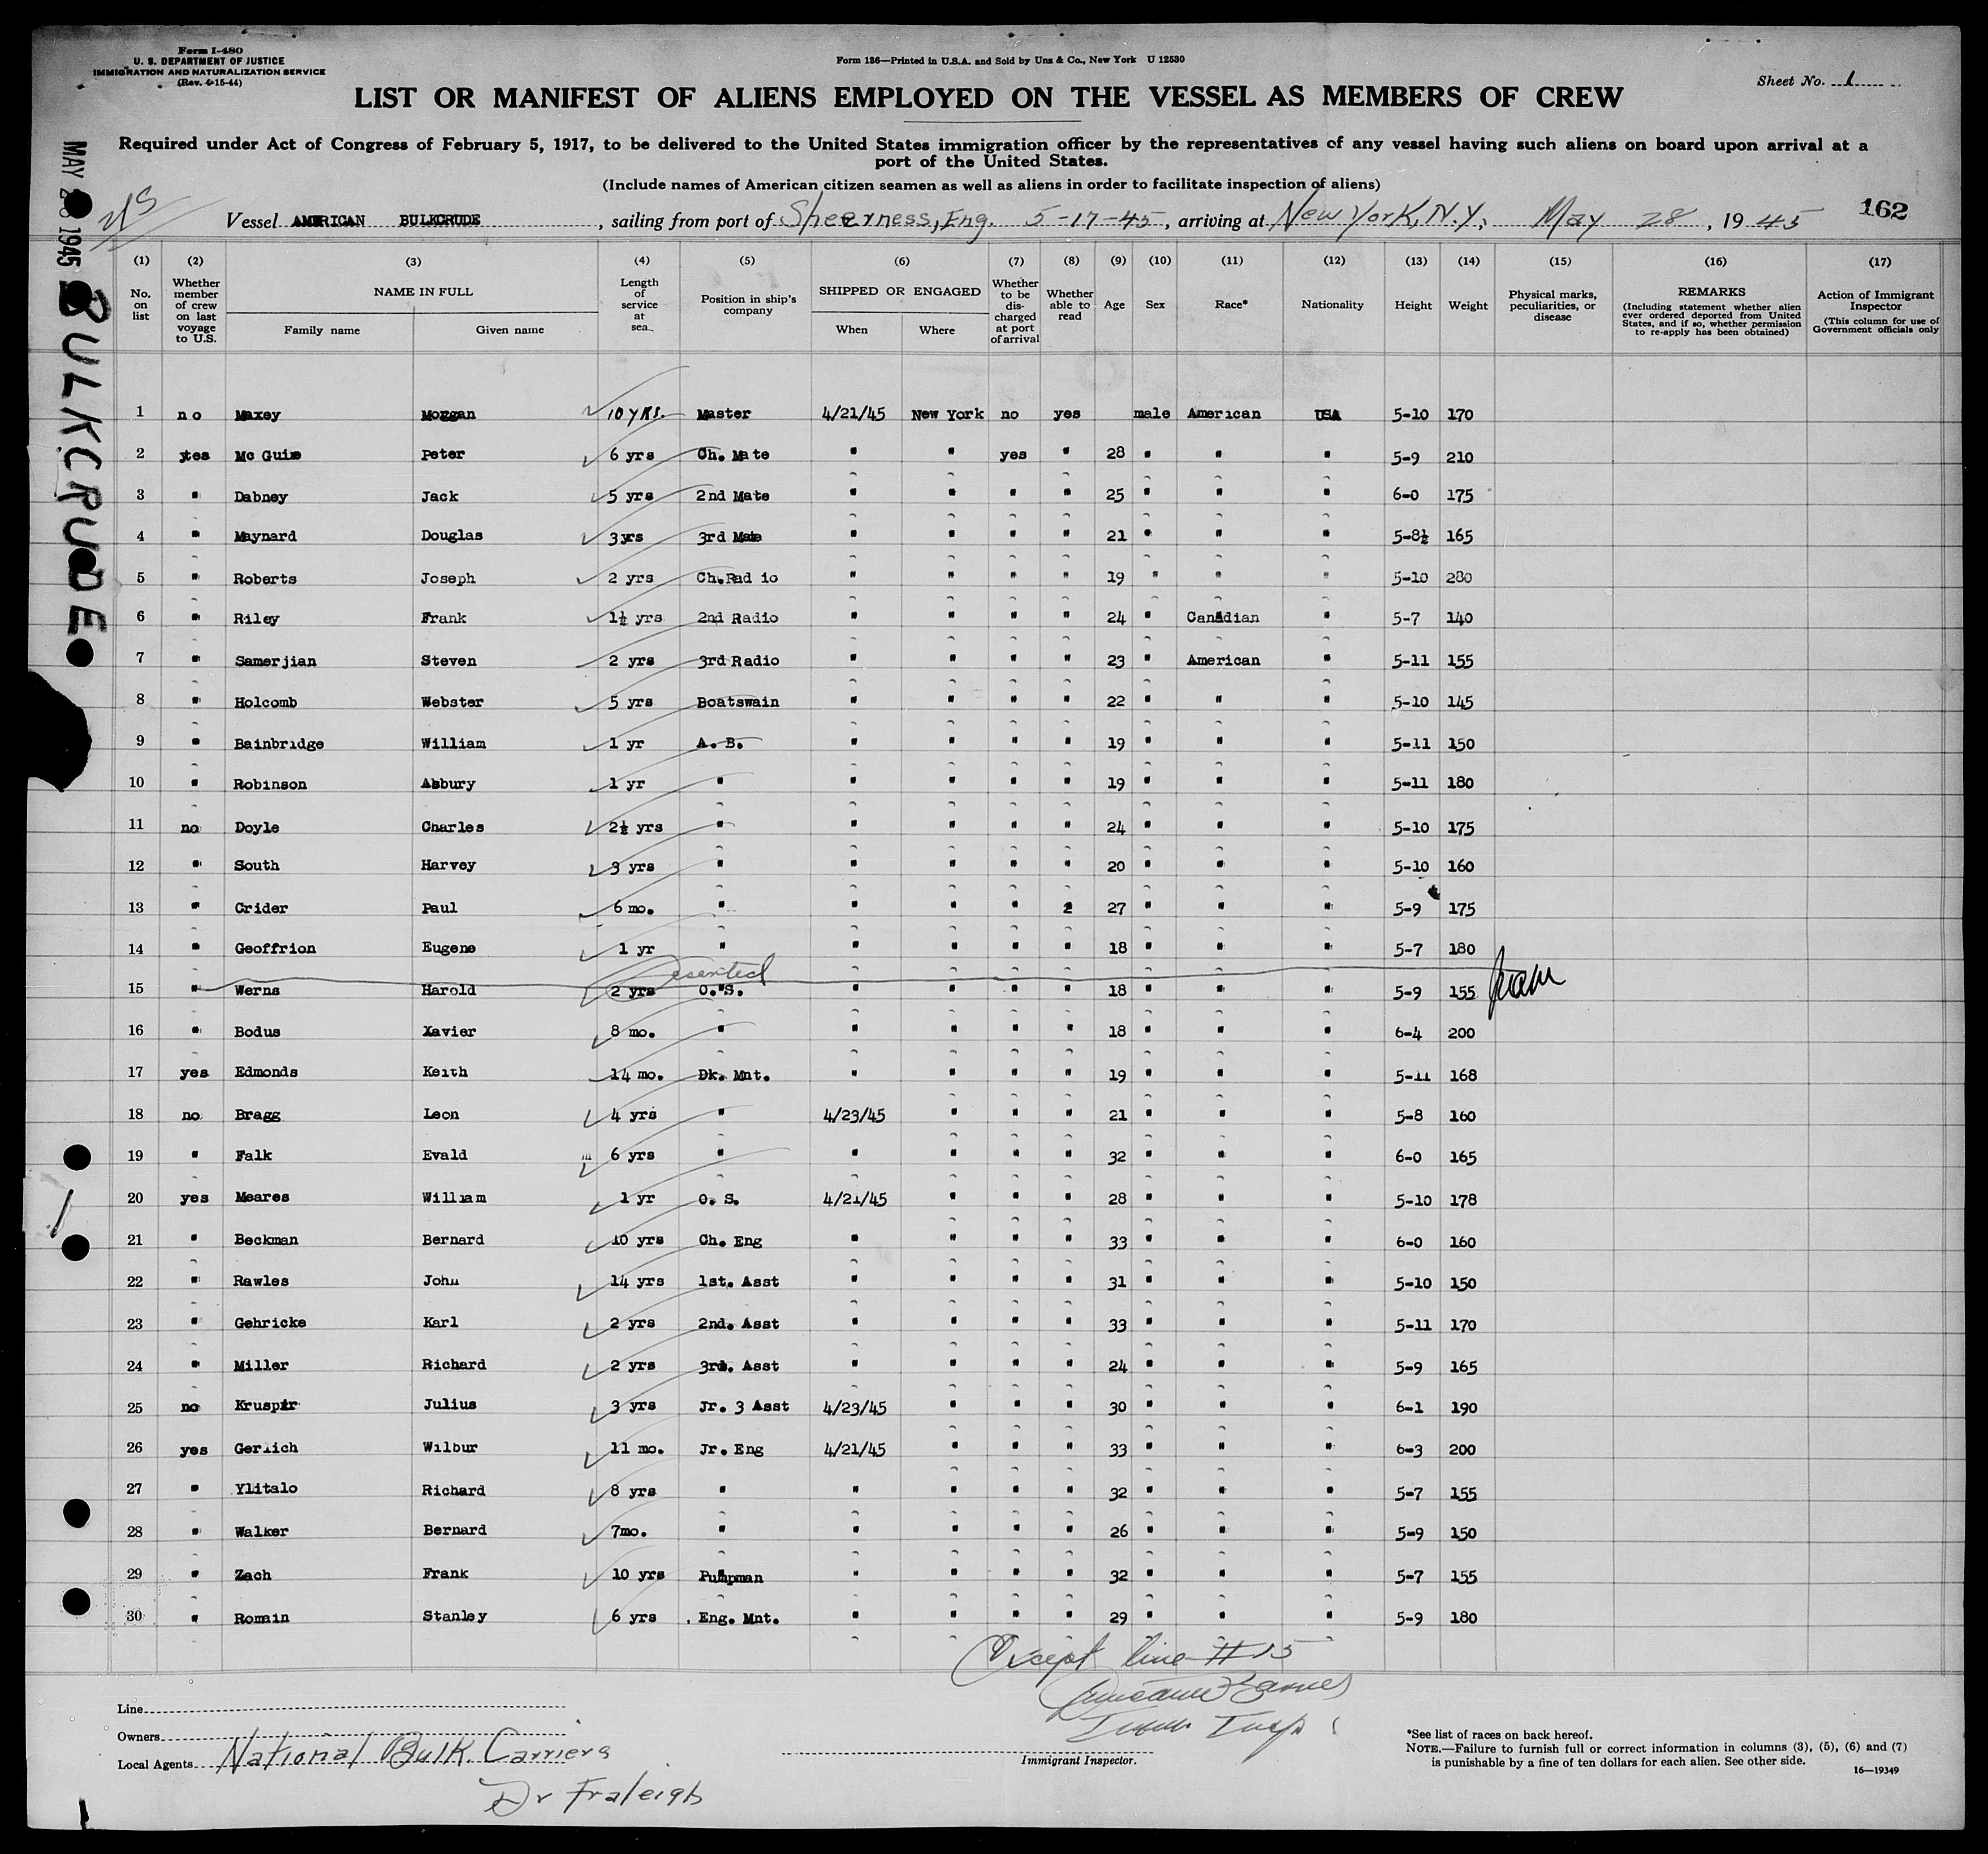 Form I-480
U. S. DEPARTMENT OF JUSTICE
IMMIGRATION AND NATURALIZATION SERVICE
(Rev. 4-15-44)
Form 136—Printed in U.S.A. and Sold by Unz & Co., New York U 12530
Sheet No. 1
LIST OR MANIFEST OF ALIENS EMPLOYED ON THE VESSEL AS MEMBERS OF CREW
Required under Act of Congress of February 5, 1917, to be delivered to the United States immigration officer by the representatives of any vessel having such aliens on board upon arrival at a
port of the United States.
(Include names of American citizen seamen as well as aliens in order to facilitate inspection of aliens)
MAY 28 1945
BULKCRUDE
US
Vessel AMERICAN BULKCRUDE, sailing from port of Sheerness, Eng. 5-17-45, arriving at New York, N.Y., May 28, 1945
162
(1) (2) (3) (4) (5) (6) (7) (8) (9) (10) (11) (12) (13) (14) (15) (16) (17)
No. on list
Whether member of crew on last voyage to U.S.
NAME IN FULL
Family name Given name
Length of service at sea
Position in ship's company
SHIPPED OR ENGAGED
When Where
Whether to be discharged at port of arrival
Whether able to read
Age
Sex
Race*
Nationality
Height
Weight
Physical marks, peculiarities, or disease
REMARKS
(Including statement whether alien ever ordered deported from United States, and if so, whether permission to re-apply has been obtained)
Action of Immigrant Inspector
(This column for use of Government officials only
1 no Maxey Morgan 10 YRS. Master 4/21/45 New York no yes male American USA 5-10 170
2 yes Mc Guire Peter 6 yrs Ch. Mate " " yes " 28 " " " 5-9 210
3 " Dabney Jack 5 yrs 2nd Mate " " " " 25 " " " 6-0 175
4 " Maynard Douglas 3yrs 3rd Mate " " " " 21 " " " 5-8½ 165
5 " Roberts Joseph 2 yrs Ch.Rad io " " " " 19 " " " 5-10 280
6 " Riley Frank 1½ yrs 2nd Radio " " " " 24 " Canadian " 5-7 140
7 " Samerjian Steven 2 yrs 3rd Radio " " " " 23 " American " 5-11 155
8 " Holcomb Webster 5 yrs Boatswain " " " " 22 " " " 5-10 145
9 " Bainbridge William 1 yr A. B. " " " " 19 " " " 5-11 150
10 " Robinson Asbury 1 yr " " " " " 19 " " " 5-11 180
11 no Doyle Charles 2½ yrs " " " " " 24 " " " 5-10 175
12 " South Harvey 3 yrs " " " " " 20 " " " 5-10 160
13 " Crider Paul 6 mo. " " " " 2 27 " " " 5-9 175
14 " Geoffrion Eugene 1 yr " " " " " 18 " " " 5-7 180
Deserted
15 " Werns Harold 2 yrs O.S. " " " " 18 " " " 5-9 155
16 " Bodus Xavier 8 mo. " " " " " 18 " " " 6-4 200
17 yes Edmonds Keith 14 mo. Dk. Mnt. " " " " 19 " " " 5-11 168
18 no Bragg Leon 4 yrs " 4/23/45 " " " 21 " " " 5-8 160
19 " Falk Evald 6 yrs " " " " " 32 " " " 6-0 165
20 yes Meares William 1 yr O. S. 4/21/45 " " " 28 " " " 5-10 178
21 " Beckman Bernard 10 yrs Ch. Eng " " " " 33 " " " 6-0 160
22 " Rawles John 14 yrs 1st. Asst " " " " 31 " " " 5-10 150
23 " Gehricke Karl 2 yrs 2nd. Asst " " " " 33 " " " 5-11 170
24 " Miller Richard 2 yrs 3rd. Asst " " " " 24 " " " 5-9 165
25 no Kruspir Julius 3 yrs Jr. 3 Asst 4/23/45 " " " 30 " " " 6-1 190
26 yes Gerlich Wilbur 11 mo. Jr. Eng 4/21/45 " " " 33 " " " 6-3 200
27 " Ylitalo Richard 8 yrs " " " " " 32 " " " 5-7 155
28 " Walker Bernard 7mo. " " " " " 26 " " " 5-9 150
29 " Zach Frank 10 yrs Pumpman " " " " 32 " " " 5-7 155
30 " Romain Stanley 6 yrs Eng. Mnt. " " " " 29 " " " 5-9 180
Except line #15
Line
Owners
Local Agents National Bulk Carriers
Dr Fraleigh
Immigrant Inspector.
*See list of races on back hereof.
NOTE.—Failure to furnish full or correct information in columns (3), (5), (6) and (7)
is punishable by a fine of ten dollars for each alien. See other side.
16—19349